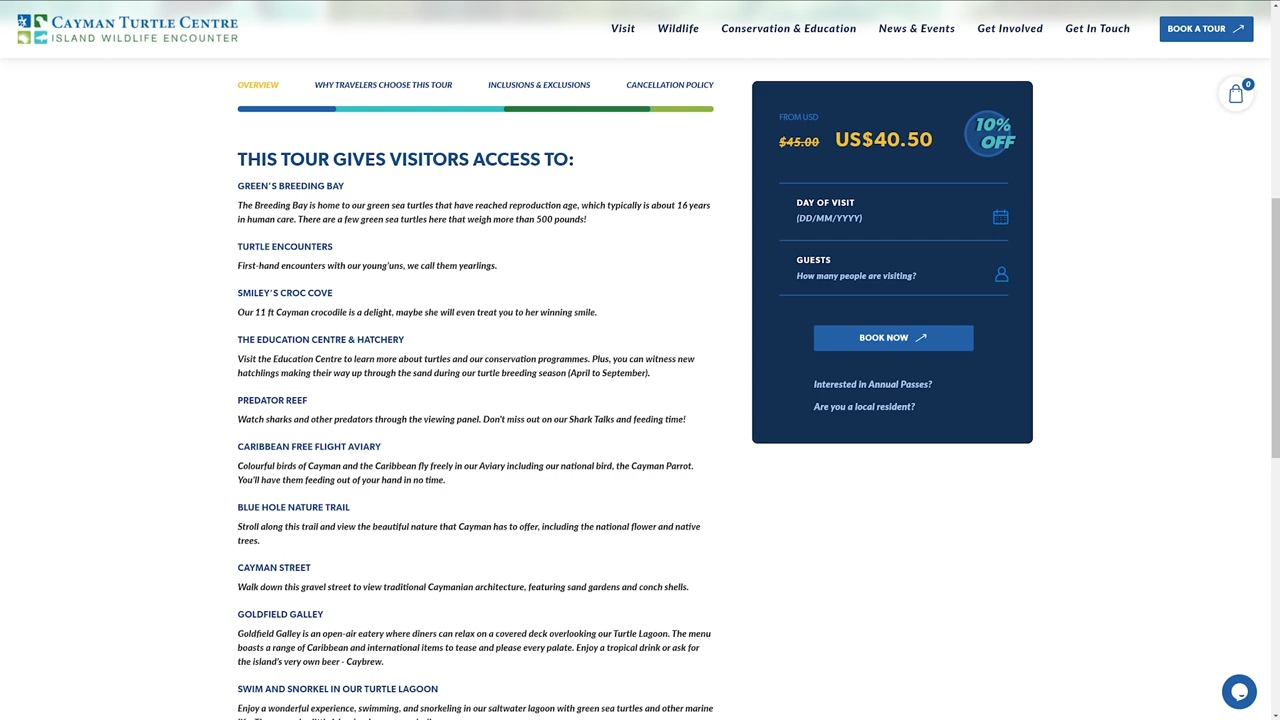 CAYMAN TURTLE CENTRE
ISLAND WILDLIFE ENCOUNTER
Visit
Wildlife
Conservation & Education
News & Events
Get Involved
Get In Touch
BOOK A TOUR
0
OVERVIEW
WHY TRAVELERS CHOOSE THIS TOUR
INCLUSIONS & EXCLUSIONS
CANCELLATION POLICY
THIS TOUR GIVES VISITORS ACCESS TO:
GREEN'S BREEDING BAY
The Breeding Bay is home to our green sea turtles that have reached reproduction age, which typically is about 16 years
in human care. There are a few green sea turtles here that weigh more than 500 pounds!
TURTLE ENCOUNTERS
First-hand encounters with our young'uns, we call them yearlings.
SMILEY'S CROC COVE
Our 11 ft Cayman crocodile is a delight, maybe she will even treat you to her winning smile.
THE EDUCATION CENTRE & HATCHERY
Visit the Education Centre to learn more about turtles and our conservation programmes. Plus, you can witness new
hatchlings making their way up through the sand during our turtle breeding season (April to September).
PREDATOR REEF
Watch sharks and other predators through the viewing panel. Don't miss out on our Shark Talks and feeding time!
CARIBBEAN FREE FLIGHT AVIARY
Colourful birds of Cayman and the Caribbean fly freely in our Aviary including our national bird, the Cayman Parrot.
You'll have them feeding out of your hand in no time.
BLUE HOLE NATURE TRAIL
Stroll along this trail and view the beautiful nature that Cayman has to offer, including the national flower and native
trees.
CAYMAN STREET
Walk down this gravel street to view traditional Caymanian architecture, featuring sand gardens and conch shells.
GOLDFIELD GALLEY
Goldfield Galley is an open-air eatery where diners can relax on a covered deck overlooking our Turtle Lagoon. The menu
boasts a range of Caribbean and international items to tease and please every palate. Enjoy a tropical drink or ask for
the island's very own beer - Caybrew.
SWIM AND SNORKEL IN OUR TURTLE LAGOON
Enjoy a wonderful experience, swimming, and snorkeling in our saltwater lagoon with green sea turtles and other marine
FROM USD
$45.00 US$40.50
10%
OFF
DAY OF VISIT
(DD/MM/YYYY)
GUESTS
How many people are visiting?
BOOK NOW
Interested in Annual Passes?
Are you a local resident?